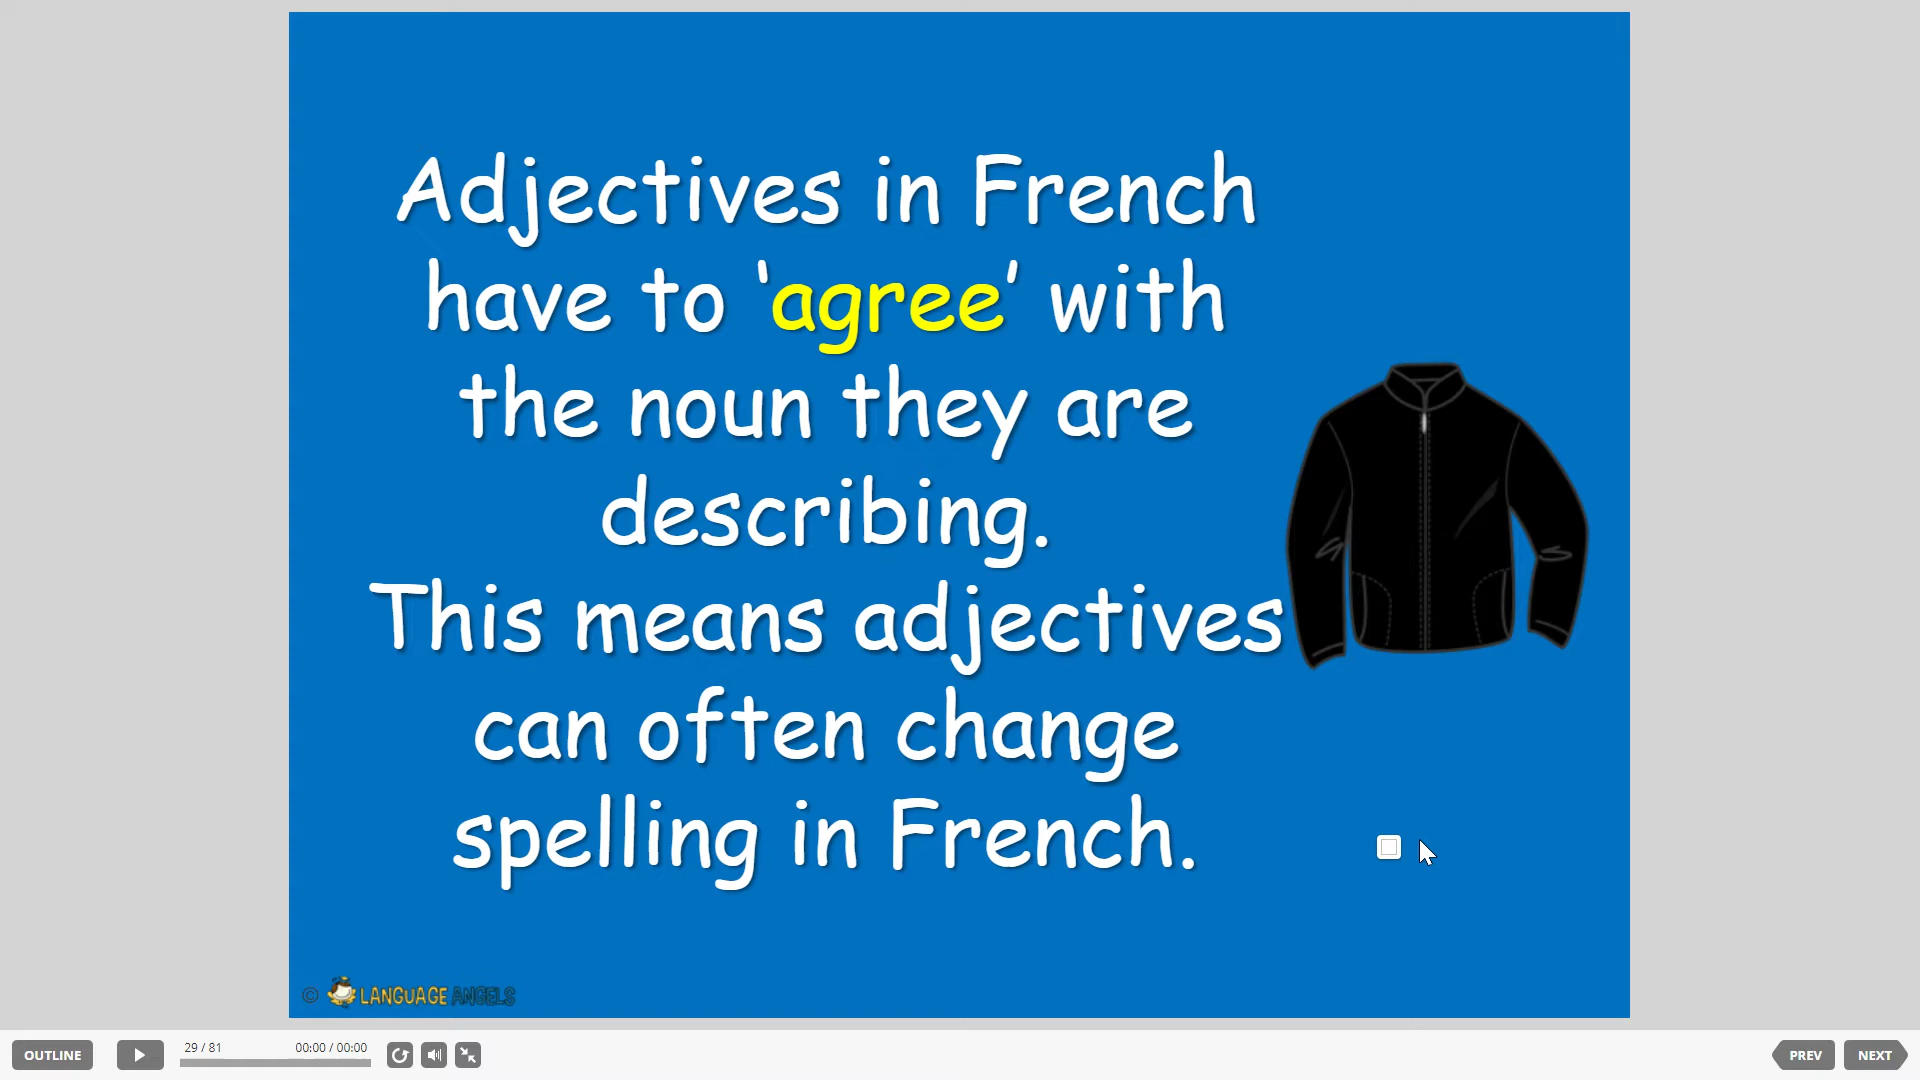 Adjectives in French
have to ‘agree’ with
the noun they are
describing.
This means adjectives
can often change
spelling in French.
© LANGUAGE ANGELS
OUTLINE
29 / 81
00:00 / 00:00
PREV
NEXT